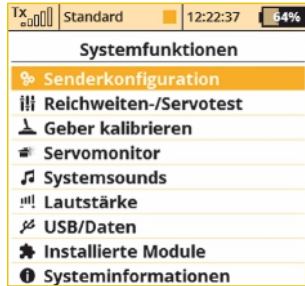 Tx Standard 12:22:37 64%
Systemfunktionen
Senderkonfiguration
Reichweiten-/Servotest
Geber kalibrieren
Servomonitor
Systemsounds
Lautstärke
USB/Daten
Installierte Module
Systeminformationen